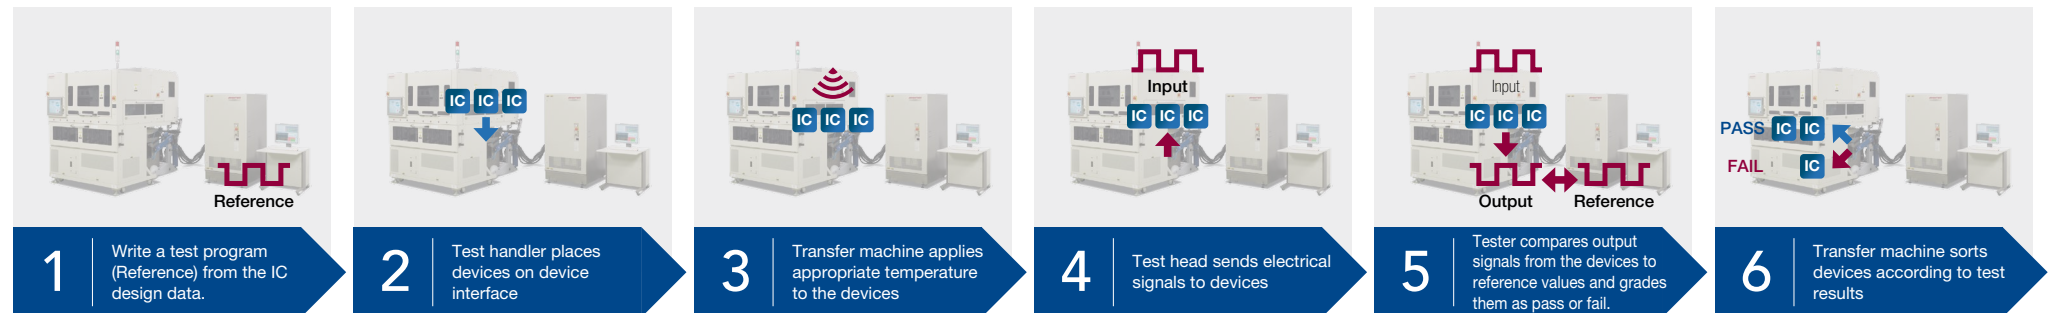 Reference
1
Write a test program
(Reference) from the IC
design data.
IC IC IC
2
Test handler places
devices on device
interface
IC IC IC
3
Transfer machine applies
appropriate temperature
to the devices
Input
IC IC IC
4
Test head sends electrical
signals to devices
Input
IC IC IC
Output Reference
5
Tester compares output
signals from the devices to
reference values and grades
them as pass or fail.
PASS IC IC
FAIL IC
6
Transfer machine sorts
devices according to test
results